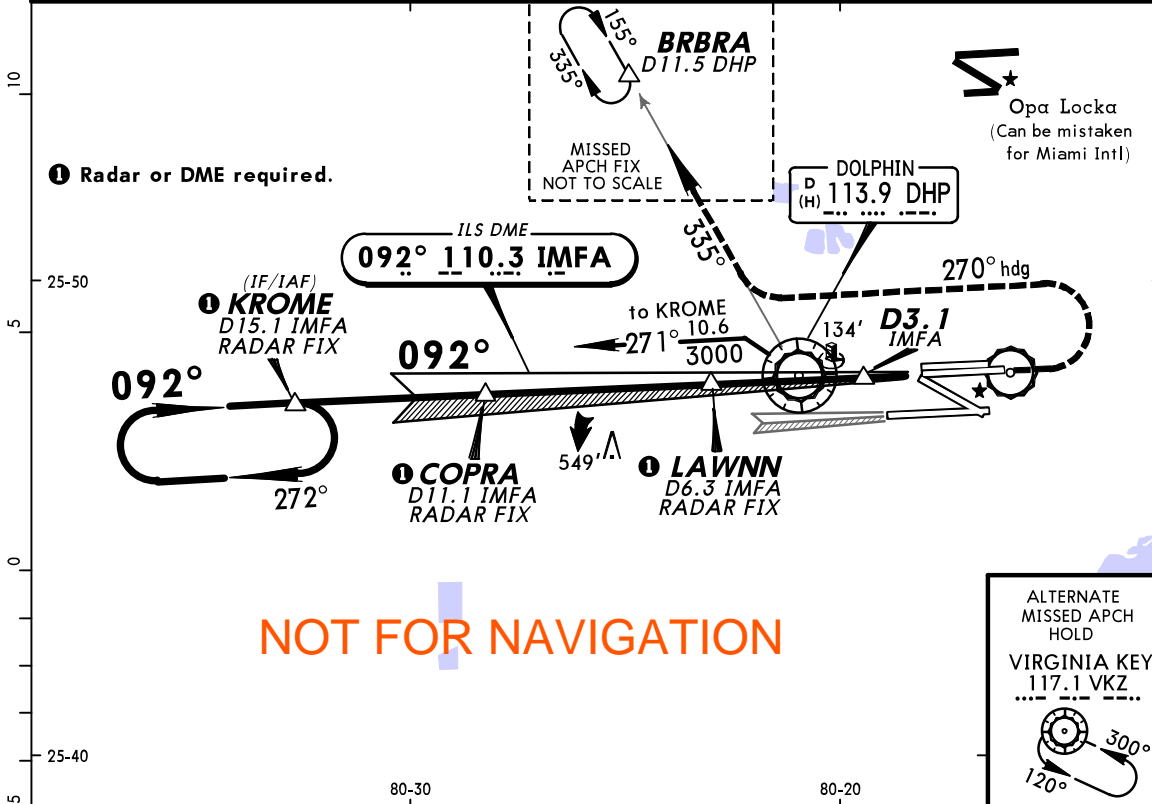 155°
335°
BRBRA
D11.5 DHP
MISSED
APCH FIX
NOT TO SCALE
10
Opa Locka
(Can be mistaken
for Miami Intl)
1 Radar or DME required.
DOLPHIN
D
(H) 113.9 DHP
335°
ILS DME
092° 110.3 IMFA
270° hdg
25-50
(IF/IAF)
1 KROME
D15.1 IMFA
RADAR FIX
5
to KROME
271° 10.6
3000
134'
D3.1
IMFA
092°
092°
272°
1 COPRA
D11.1 IMFA
RADAR FIX
549'
1 LAWNN
D6.3 IMFA
RADAR FIX
0
NOT FOR NAVIGATION
ALTERNATE
MISSED APCH
HOLD
VIRGINIA KEY
117.1 VKZ
300°
120°
25-40
5
80-30
80-20